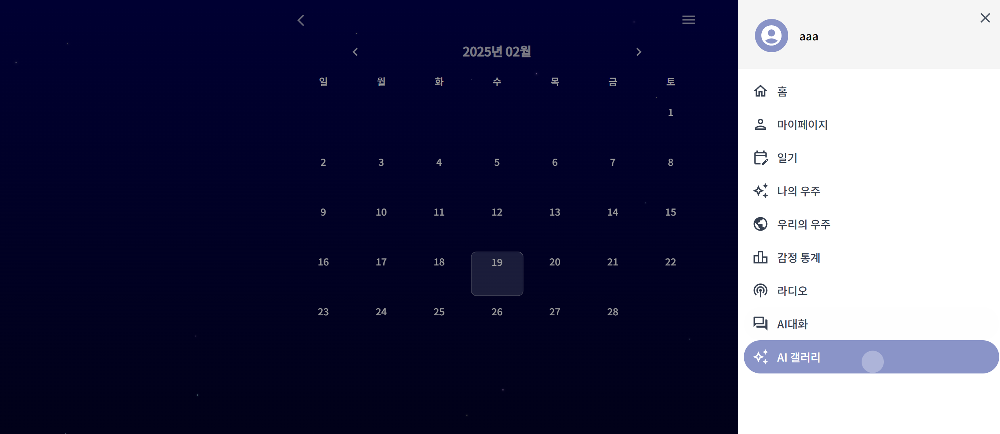 2025년 02월
일 월 화 수 목 금 토
1
2 3 4 5 6 7 8
9 10 11 12 13 14 15
16 17 18 19 20 21 22
23 24 25 26 27 28
aaa
홈
마이페이지
일기
나의 우주
우리의 우주
감정 통계
라디오
AI대화
AI 갤러리